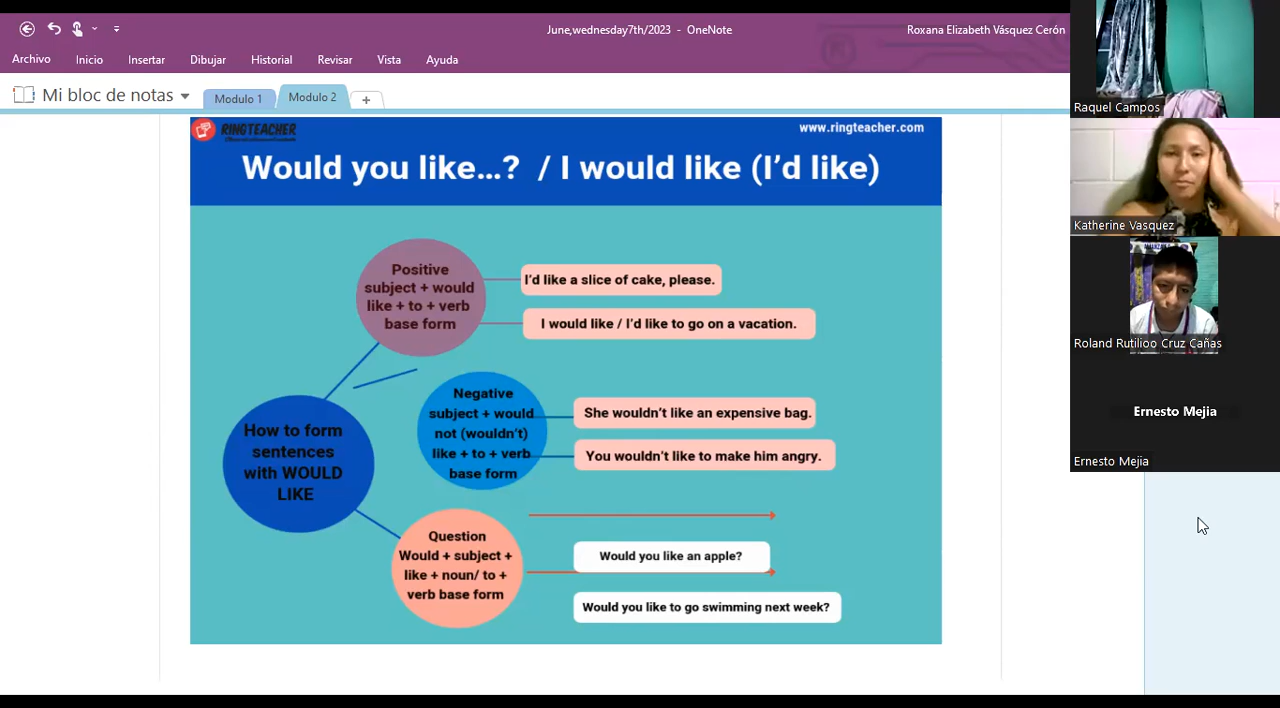 June,wednesday7th/2023 - OneNote
Roxana Elizabeth Vásquez Cerón
Archivo Inicio Insertar Dibujar Historial Revisar Vista Ayuda
Mi bloc de notas
Modulo 1
Modulo 2
RINGTEACHER
www.ringteacher.com
Would you like...? / I would like (I'd like)
Positive
subject + would
like + to + verb
base form
I'd like a slice of cake, please.
I would like / I'd like to go on a vacation.
How to form
sentences
with WOULD
LIKE
Negative
subject + would
not (wouldn't)
like + to + verb
base form
She wouldn't like an expensive bag.
You wouldn't like to make him angry.
Question
Would + subject +
like + noun/ to +
verb base form
Would you like an apple?
Would you like to go swimming next week?
Raquel Campos
Katherine Vasquez
Roland Rutilioo Cruz Cañas
Ernesto Mejia
Ernesto Mejia